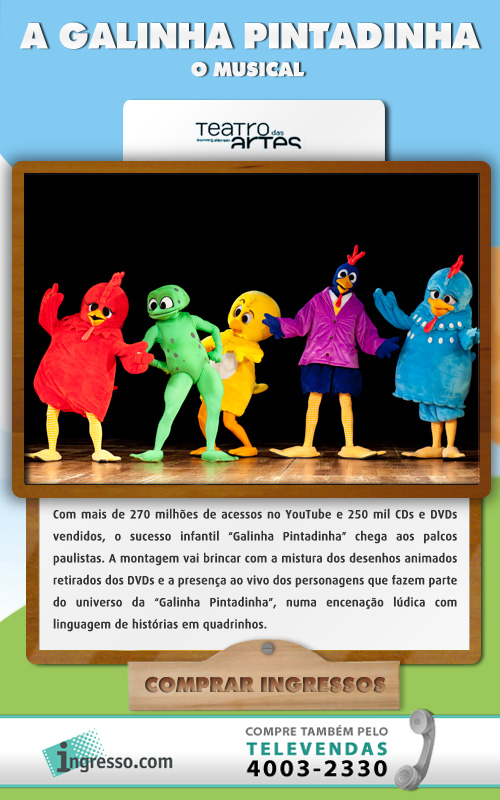 A GALINHA PINTADINHA
O MUSICAL
TEATRO das
ARTES
Com mais de 270 milhões de acessos no YouTube e 250 mil CDs e DVDs
vendidos, o sucesso infantil “Galinha Pintadinha” chega aos palcos
paulistas. A montagem vai brincar com a mistura dos desenhos animados
retirados dos DVDs e a presença ao vivo dos personagens que fazem parte
do universo da “Galinha Pintadinha”, numa encenação lúdica com
linguagem de histórias em quadrinhos.
COMPRAR INGRESSOS
ingresso.com
COMPRE TAMBÉM PELO
TELEVENDAS
4003-2330